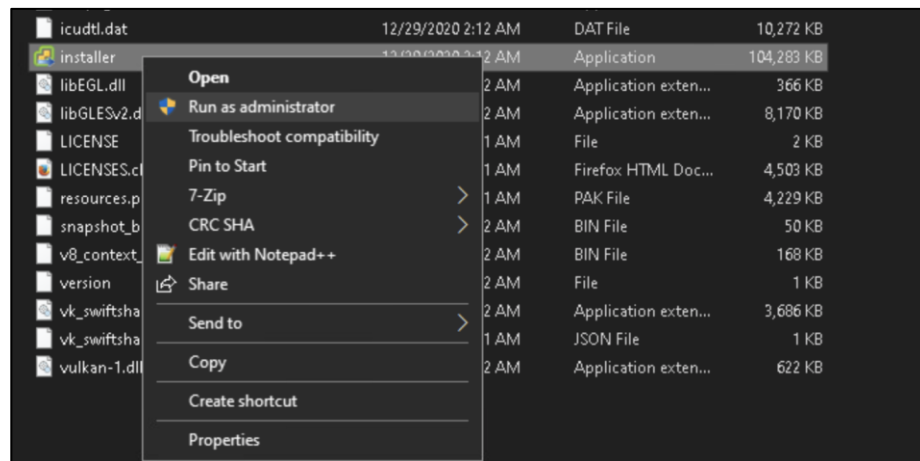 icudtl.dat 12/29/2020 2:12 AM DAT File 10,272 KB
installer 12/29/2020 2:12 AM Application 104,283 KB
Open
libEGL.dll 2 AM Application exten... 366 KB
Run as administrator
libGLESv2.d 2 AM Application exten... 8,170 KB
Troubleshoot compatibility
LICENSE 1 AM File 2 KB
Pin to Start
LICENSES.cl 1 AM Firefox HTML Doc... 4,503 KB
7-Zip
resources.p 1 AM PAK File 4,229 KB
CRC SHA
snapshot_b 2 AM BIN File 50 KB
Edit with Notepad++
v8_context_ 2 AM BIN File 168 KB
Share
version 2 AM File 1 KB
vk_swiftsha 2 AM Application exten... 3,686 KB
Send to
vk_swiftsha 1 AM JSON File 1 KB
Copy
vulkan-1.dll 2 AM Application exten... 622 KB
Create shortcut
Properties